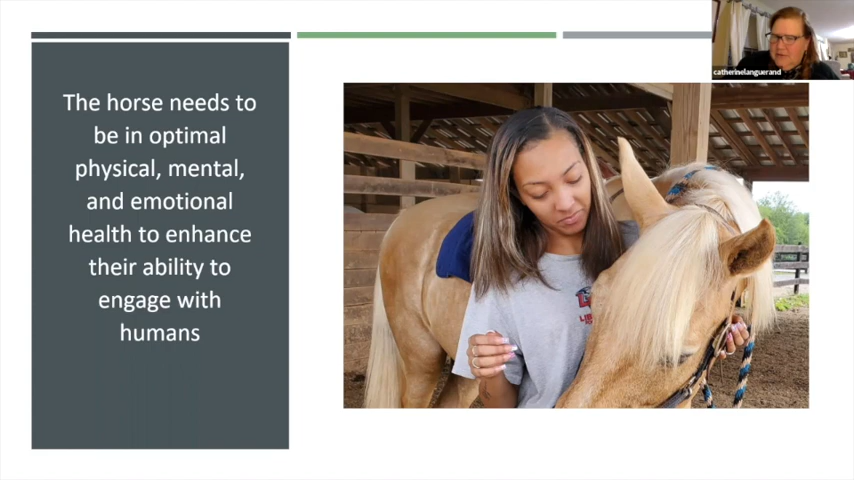 The horse needs to
be in optimal
physical, mental,
and emotional
health to enhance
their ability to
engage with
humans
catherinelanguerand